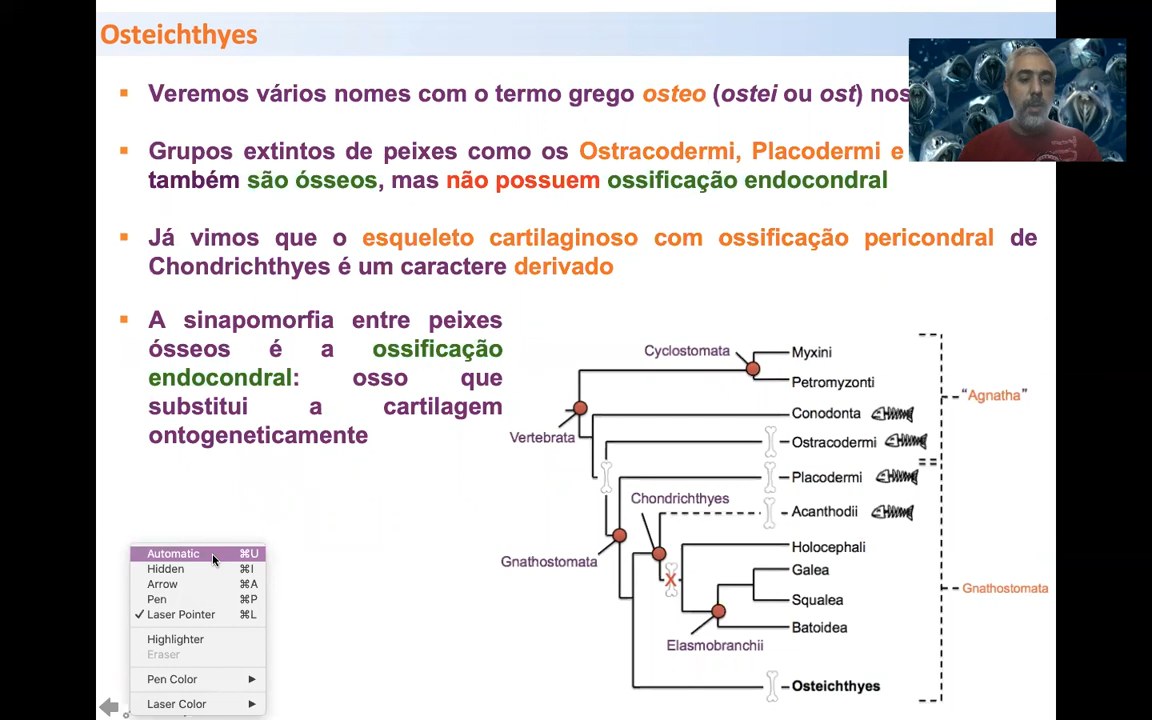 Osteichthyes
▪ Veremos vários nomes com o termo grego osteo (ostei ou ost) nos
▪ Grupos extintos de peixes como os Ostracodermi, Placodermi e
também são ósseos, mas não possuem ossificação endocondral
▪ Já vimos que o esqueleto cartilaginoso com ossificação pericondral de
Chondrichthyes é um caractere derivado
▪ A sinapomorfia entre peixes
ósseos é a ossificação
endocondral: osso que
substitui a cartilagem
ontogeneticamente
Cyclostomata
Myxini
Petromyzonti
"Agnatha"
Conodonta
Vertebrata
Ostracodermi
Placodermi
Chondrichthyes
Acanthodii
Holocephali
Gnathostomata
Galea
Gnathostomata
Squalea
Batoidea
Elasmobranchii
Osteichthyes
Automatic ⌘U
Hidden ⌘I
Arrow ⌘A
Pen ⌘P
✓ Laser Pointer ⌘L
Highlighter
Eraser
Pen Color ▶
Laser Color ▶
X